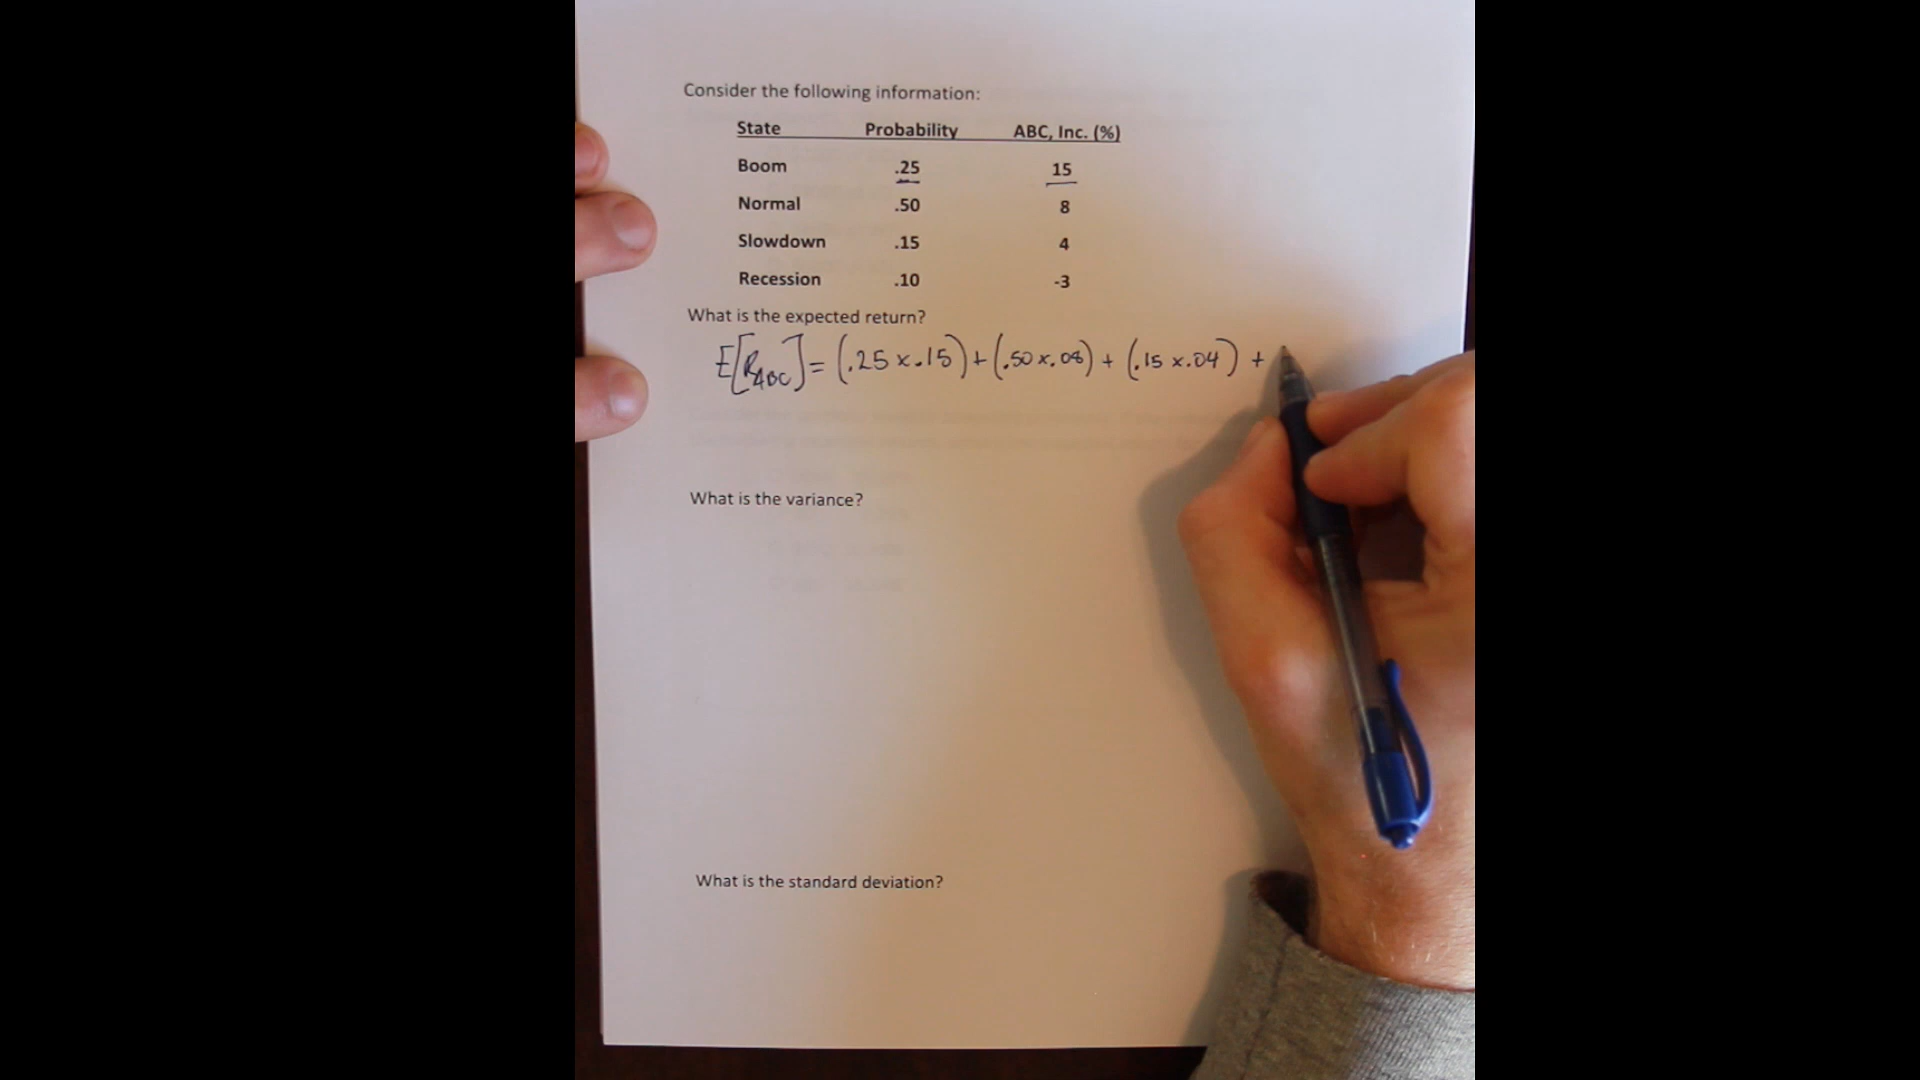 Consider the following information:
State Probability ABC, Inc. (%)
Boom .25 15
Normal .50 8
Slowdown .15 4
Recession .10 -3
What is the expected return?
E[R_ABC] = (.25 x .15) + (.50 x .08) + (.15 x .04) +
What is the variance?
What is the standard deviation?